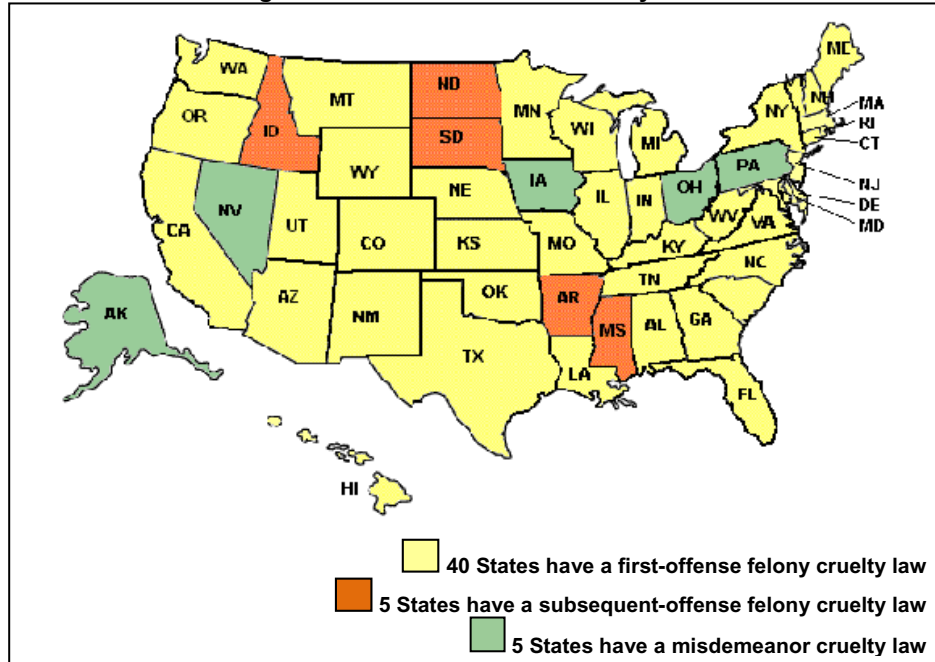 ME
WA
VT
NH
MT
ND
MN
OR
NY
MA
ID
WI
MI
RI
SD
CT
WY
PA
IA
NE
OH
NJ
NV
IL
IN
DE
UT
WV
VA
MD
CA
CO
KS
MO
KY
NC
TN
OK
AZ
AR
NM
AK
MS
AL
GA
TX
LA
FL
HI
40 States have a first-offense felony cruelty law
5 States have a subsequent-offense felony cruelty law
5 States have a misdemeanor cruelty law